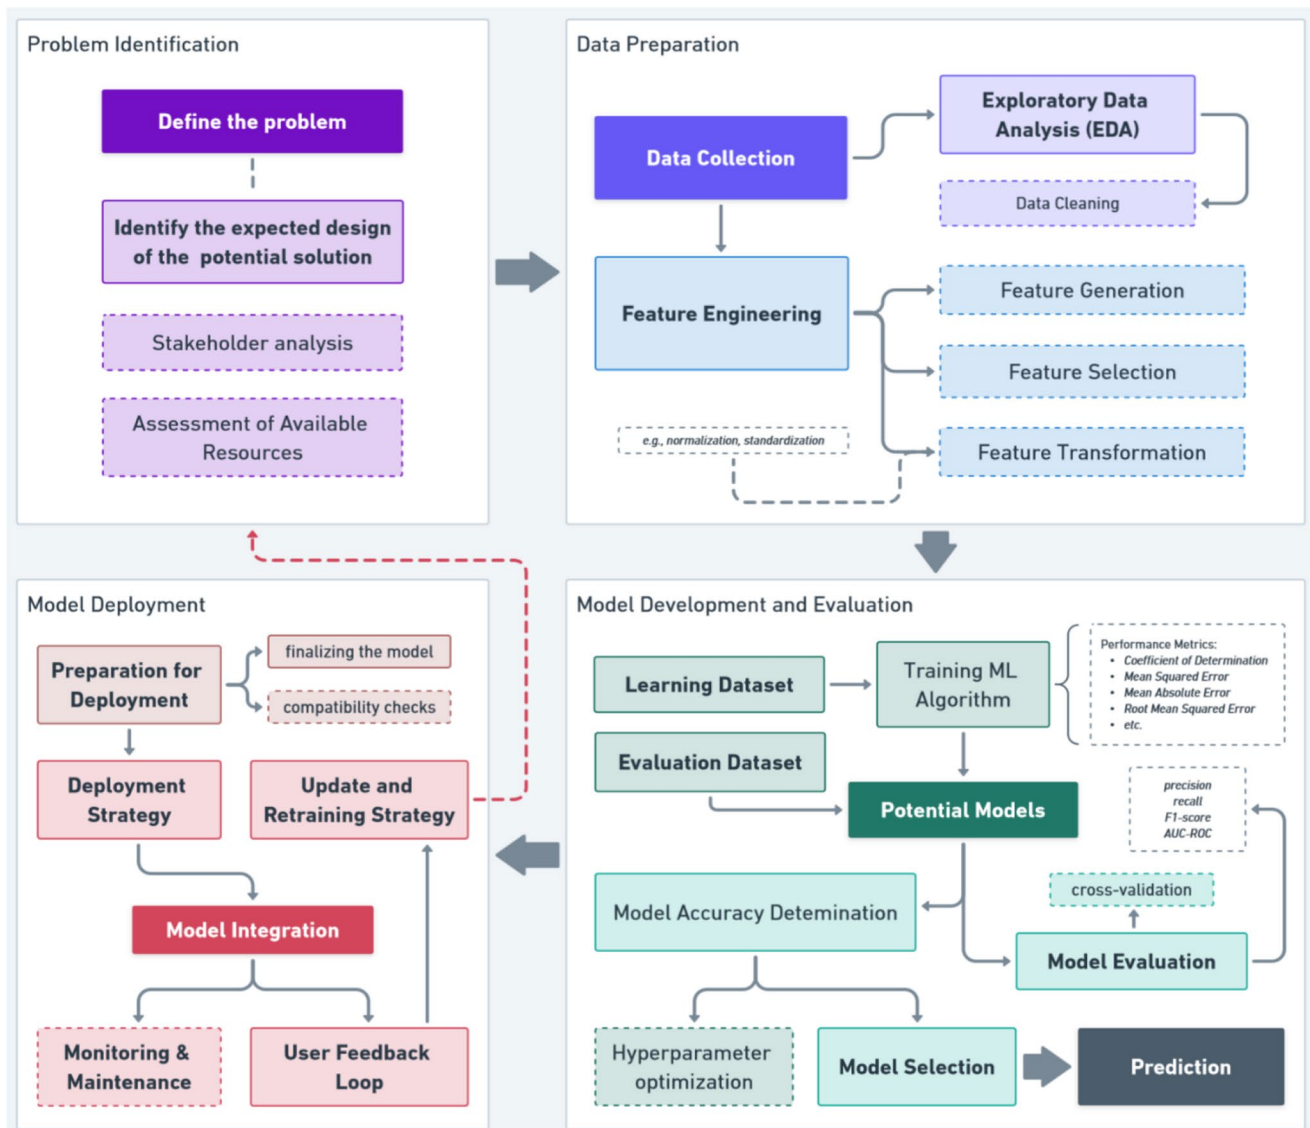 Problem Identification
Define the problem
Identify the expected design
of the potential solution
Stakeholder analysis
Assessment of Available
Resources
Data Preparation
Data Collection
Exploratory Data
Analysis (EDA)
Data Cleaning
Feature Engineering
Feature Generation
Feature Selection
e.g., normalization, standardization
Feature Transformation
Model Deployment
Preparation for
Deployment
finalizing the model
compatibility checks
Deployment
Strategy
Update and
Retraining Strategy
Model Integration
Monitoring &
Maintenance
User Feedback
Loop
Model Development and Evaluation
Learning Dataset
Training ML
Algorithm
Performance Metrics:
• Coefficient of Determination
• Mean Squared Error
• Mean Absolute Error
• Root Mean Squared Error
• etc.
Evaluation Dataset
Potential Models
precision
recall
F1-score
AUC-ROC
Model Accuracy Detemination
cross-validation
Model Evaluation
Hyperparameter
optimization
Model Selection
Prediction